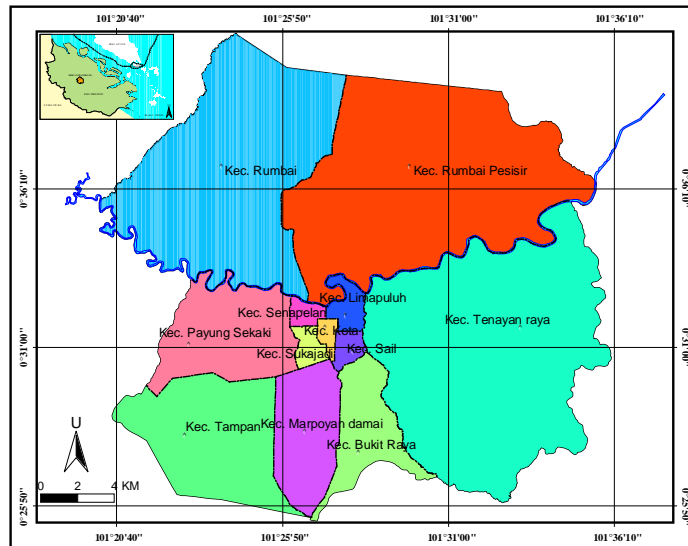 101°20'40"
101°25'50"
101°31'00"
101°36'10"
0°36'10"
0°36'10"
Kec. Rumbai
Kec. Rumbai Pesisir
Kec. Limapuluh
Kec. Senapelan
Kec. Kota
Kec. Tenayan raya
Kec. Payung Sekaki
Kec. Sukajadi
Kec. Sail
0°31'00"
0°31'00"
Kec. Tampan
Kec. Marpoyan damai
Kec. Bukit Raya
U
0 2 4 KM
0°25'50"
0°25'50"
101°20'40"
101°25'50"
101°31'00"
101°36'10"